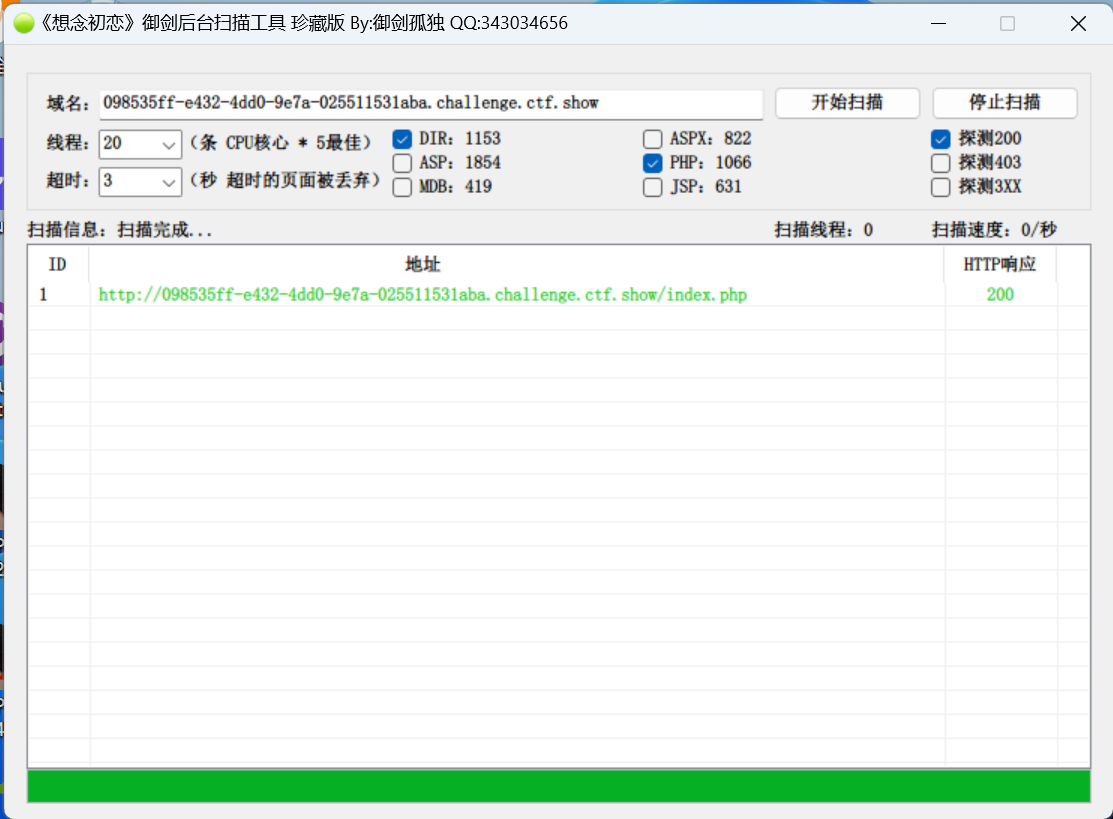 《想念初恋》御剑后台扫描工具 珍藏版 By:御剑孤独 QQ:343034656
域名: 098535ff-e432-4dd0-9e7a-025511531aba.challenge.ctf.show 开始扫描 停止扫描
线程: 20 (条 CPU核心 * 5最佳) DIR: 1153 ASPX: 822 探测200
ASP: 1854 PHP: 1066 探测403
超时: 3 (秒 超时的页面被丢弃) MDB: 419 JSP: 631 探测3XX
扫描信息: 扫描完成... 扫描线程: 0 扫描速度: 0/秒
ID 地址 HTTP响应
1 http://098535ff-e432-4dd0-9e7a-025511531aba.challenge.ctf.show/index.php 200